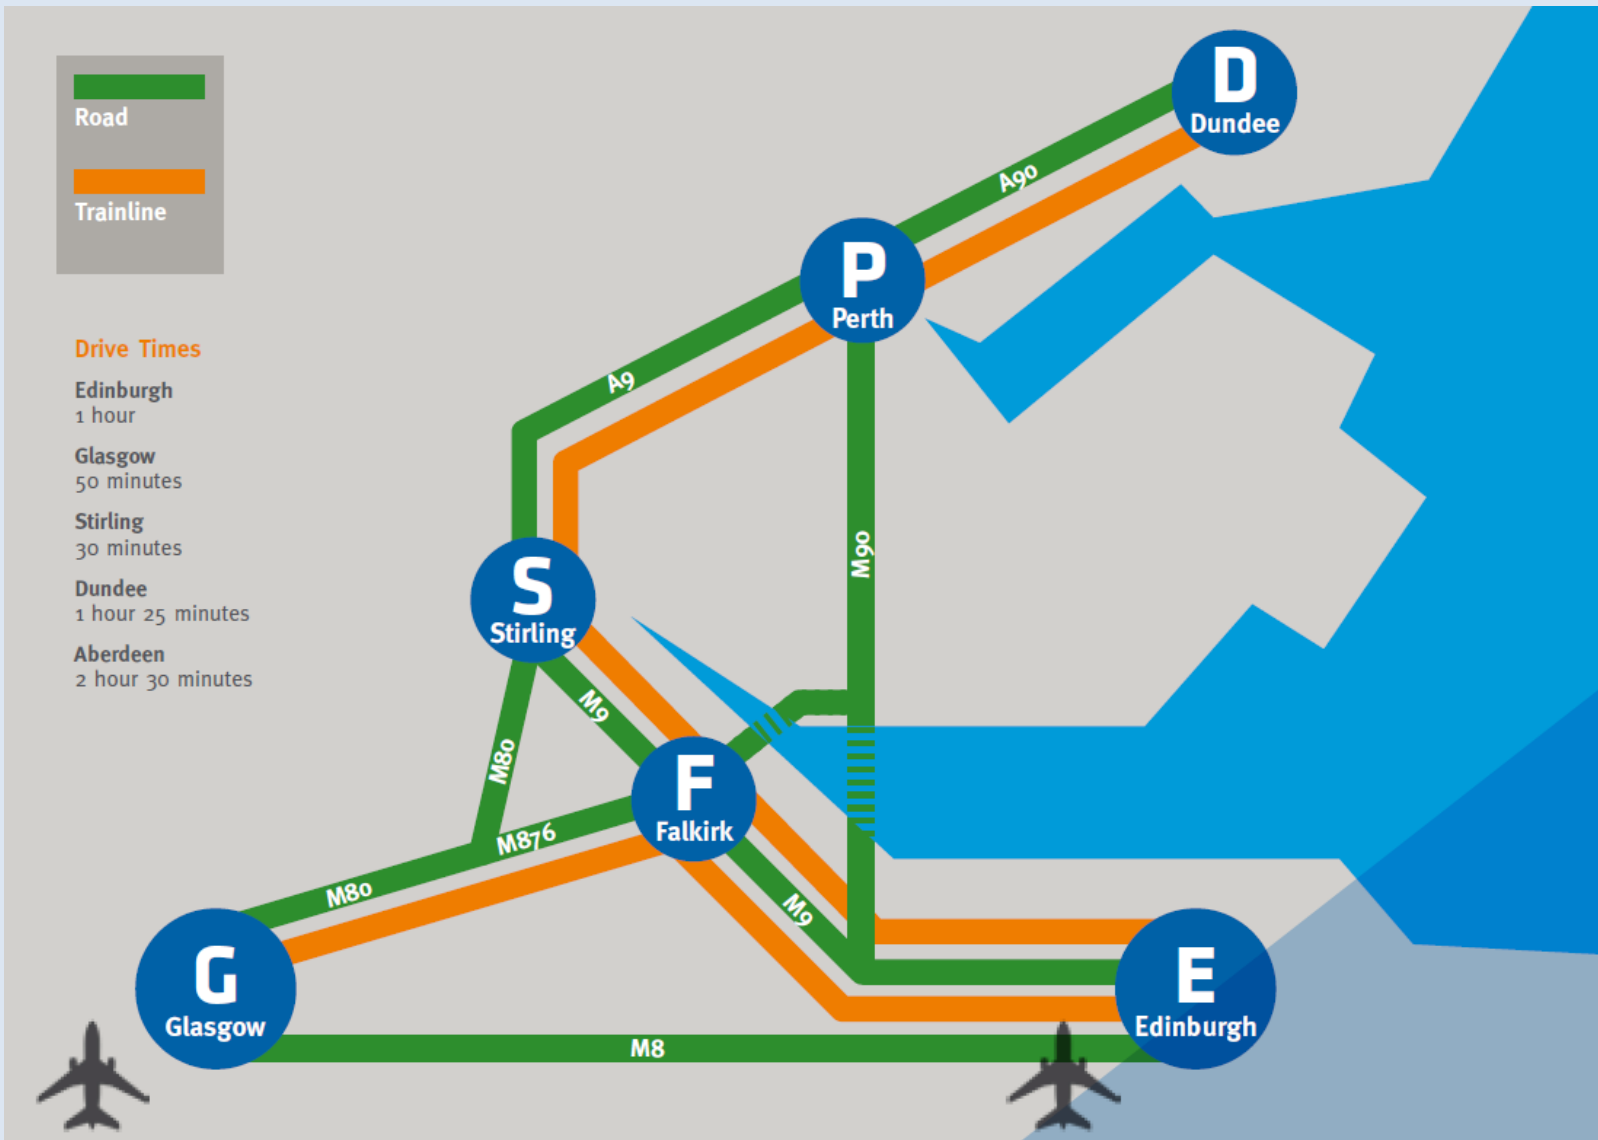 Road
Trainline
Drive Times
Edinburgh
1 hour
Glasgow
50 minutes
Stirling
30 minutes
Dundee
1 hour 25 minutes
Aberdeen
2 hour 30 minutes
D
Dundee
A90
P
Perth
A9
M90
S
Stirling
M9
M80
F
Falkirk
M876
M80
M9
G
Glasgow
E
Edinburgh
M8